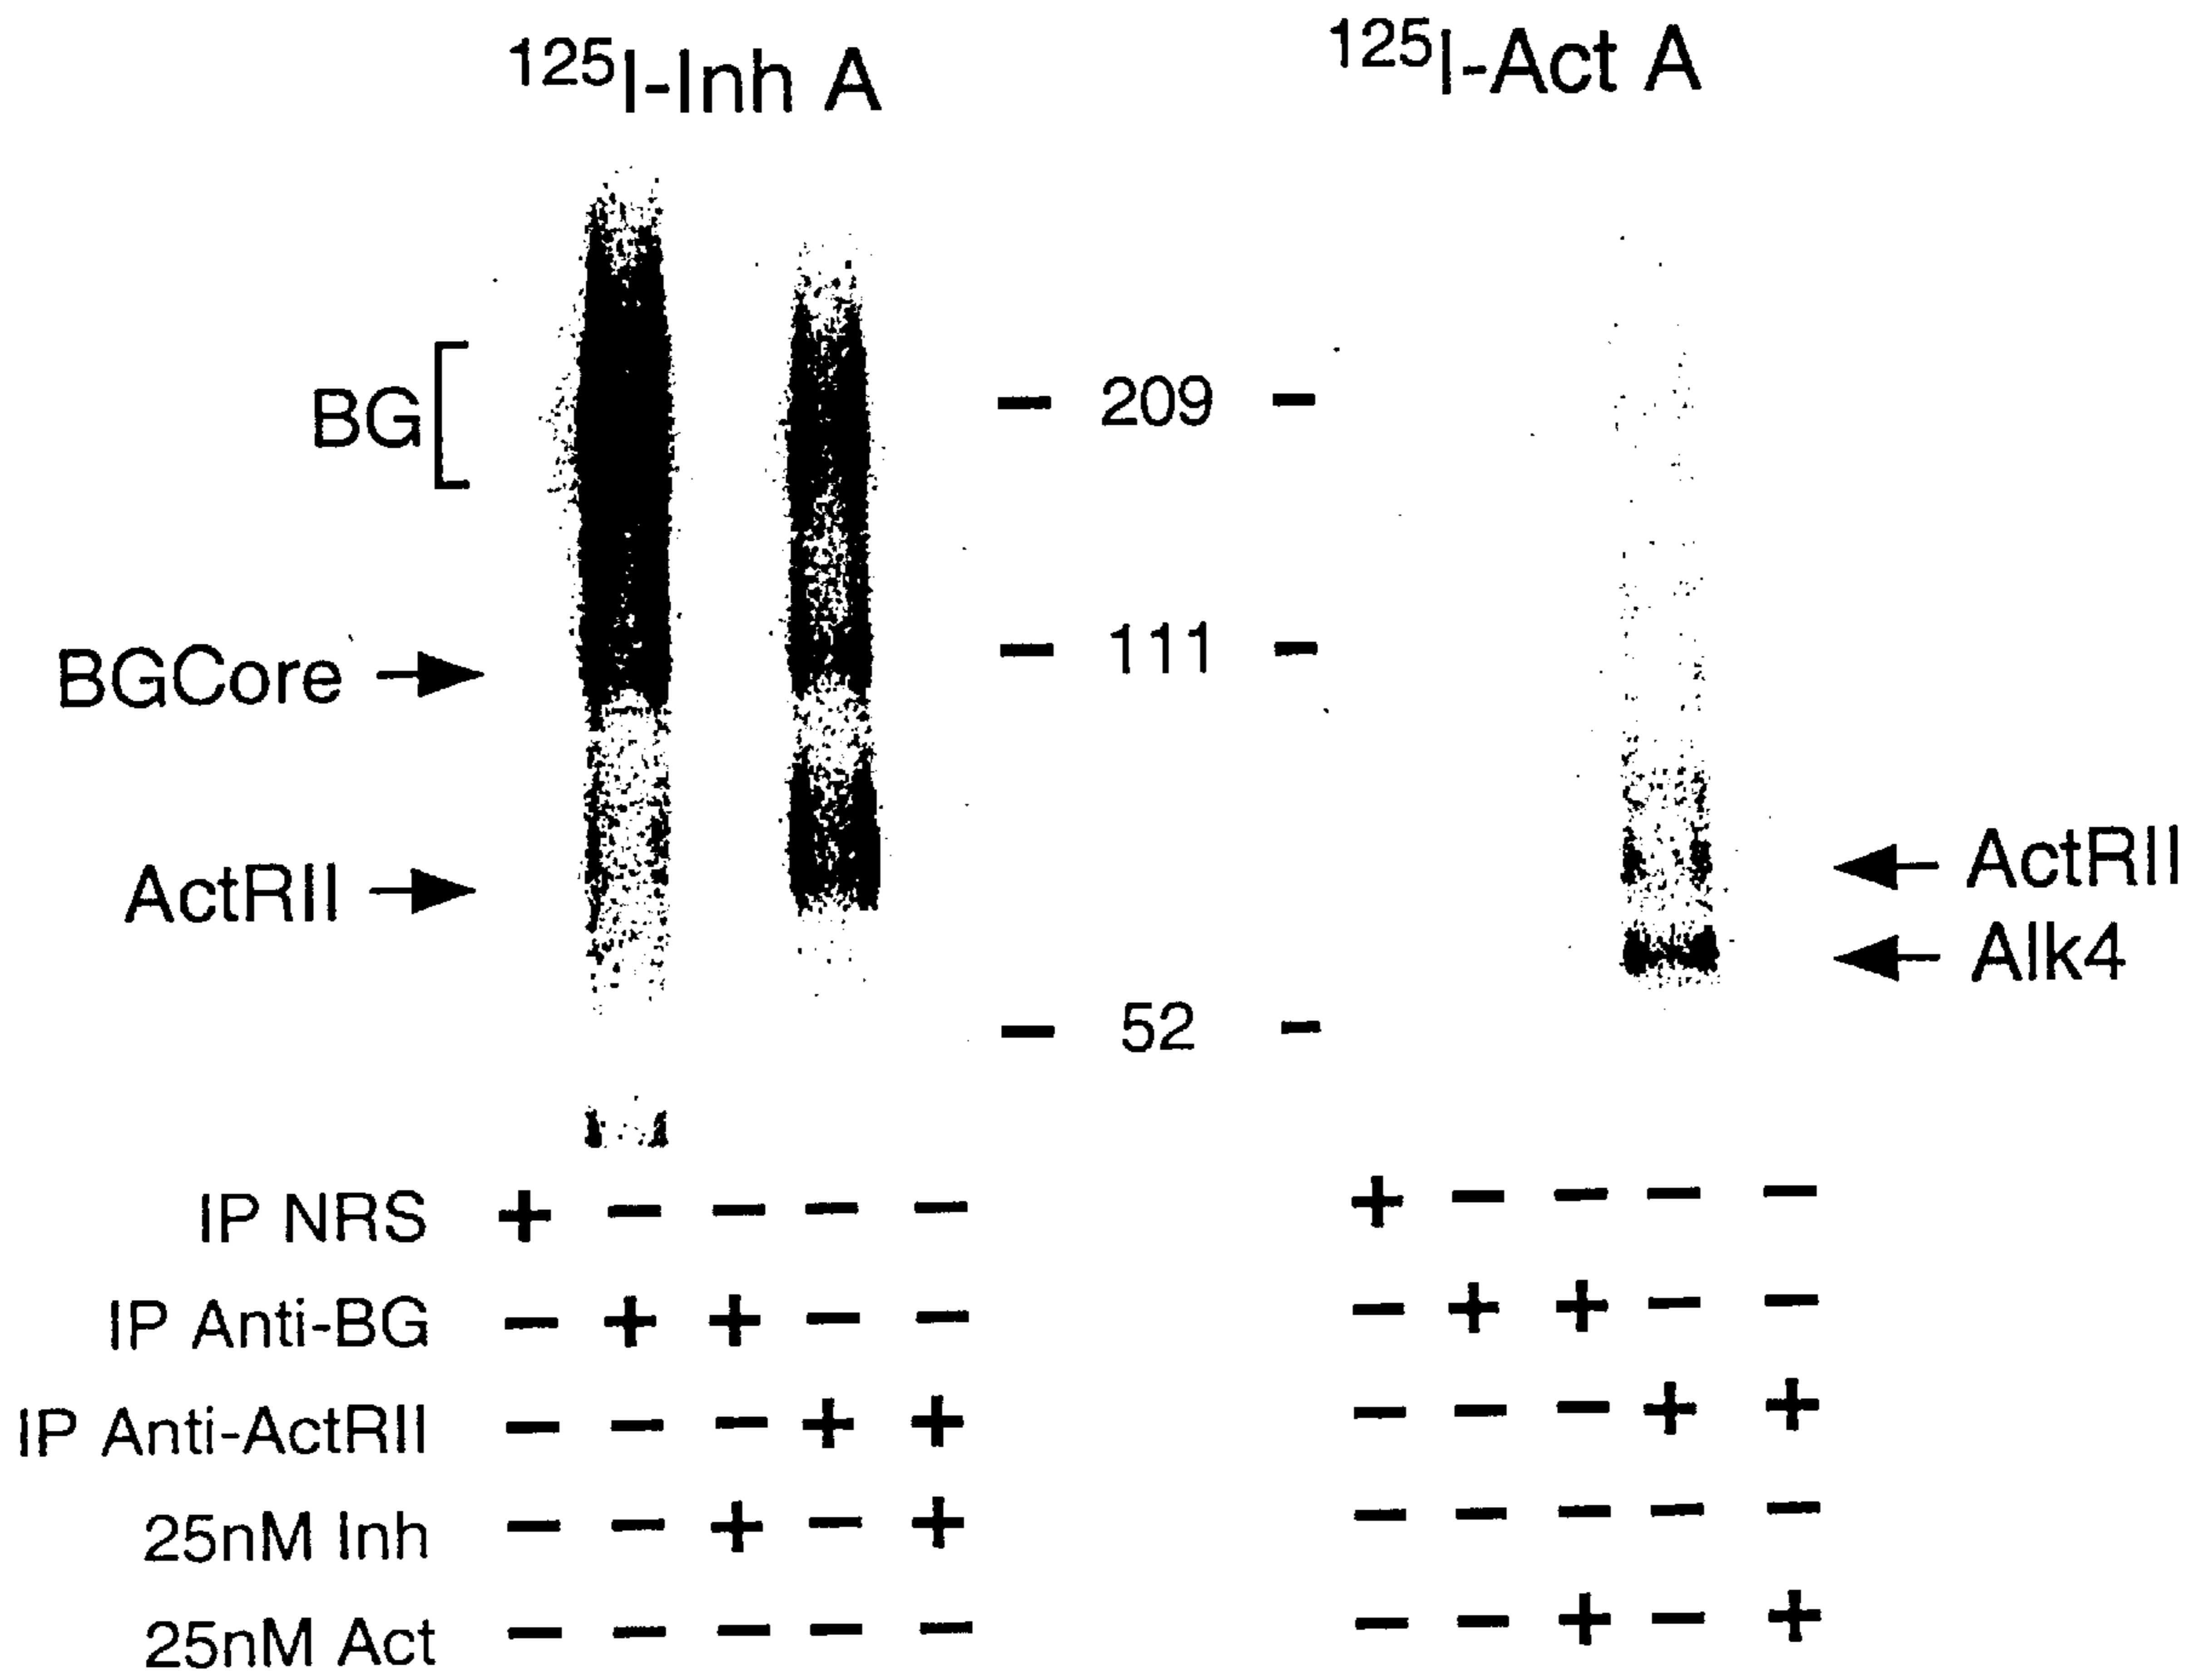 ¹²⁵I-Inh A
¹²⁵I-Act A
BG
209
BGCore
111
ActRII
ActRII
Alk4
52
IP NRS + − − − − + − − − −
IP Anti-BG − + + − − − + + − −
IP Anti-ActRII − − − + + − − − + +
25nM Inh − − + − + − − − − −
25nM Act − − − − − − − + − +